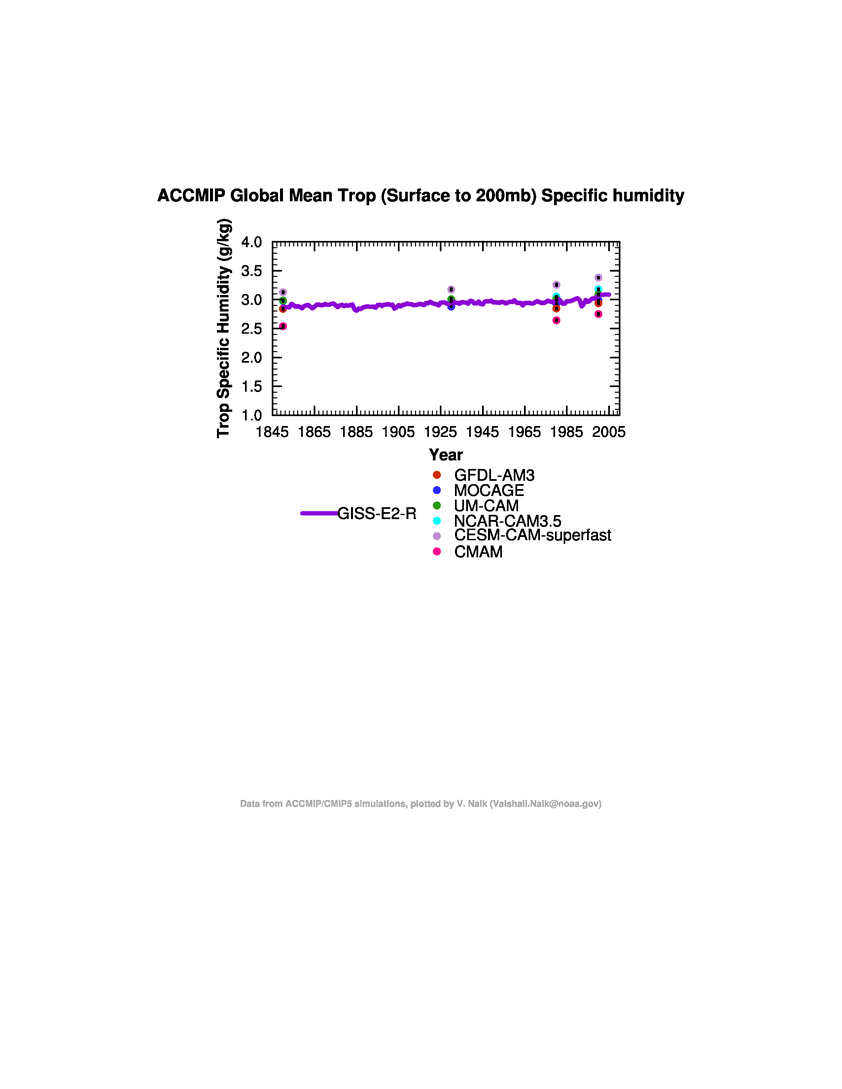 ACCMIP Global Mean Trop (Surface to 200mb) Specific humidity
Trop Specific Humidity (g/kg)
4.0
3.5
3.0
2.5
2.0
1.5
1.0
1845 1865 1885 1905 1925 1945 1965 1985 2005
Year
GISS-E2-R
GFDL-AM3
MOCAGE
UM-CAM
NCAR-CAM3.5
CESM-CAM-superfast
CMAM
Data from ACCMIP/CMIP5 simulations, plotted by V. Naik (Vaishali.Naik@noaa.gov)